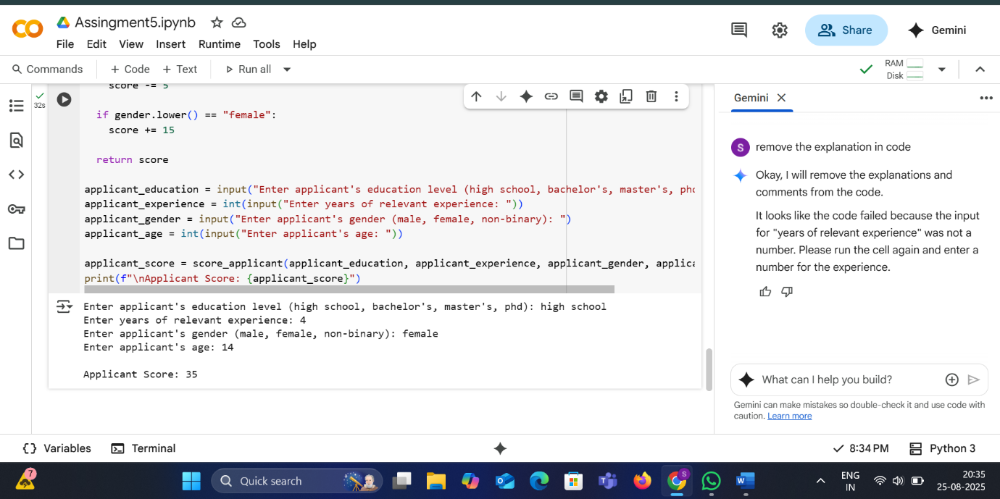 Assingment5.ipynb
File Edit View Insert Runtime Tools Help
Share
Gemini
Commands + Code + Text Run all
RAM
Disk
32s
score -= 5
if gender.lower() == "female":
score += 15
return score
applicant_education = input("Enter applicant's education level (high school, bachelor's, master's, phd
applicant_experience = int(input("Enter years of relevant experience: "))
applicant_gender = input("Enter applicant's gender (male, female, non-binary): ")
applicant_age = int(input("Enter applicant's age: "))
applicant_score = score_applicant(applicant_education, applicant_experience, applicant_gender, applica
print(f"\nApplicant Score: {applicant_score}")
Enter applicant's education level (high school, bachelor's, master's, phd): high school
Enter years of relevant experience: 4
Enter applicant's gender (male, female, non-binary): female
Enter applicant's age: 14
Applicant Score: 35
Gemini
S
remove the explanation in code
Okay, I will remove the explanations and
comments from the code.
It looks like the code failed because the input
for "years of relevant experience" was not a
number. Please run the cell again and enter a
number for the experience.
What can I help you build?
Gemini can make mistakes so double-check it and use code with
caution. Learn more
Variables Terminal
8:34 PM Python 3
7
Quick search
S
ENG
IN
20:35
25-08-2025